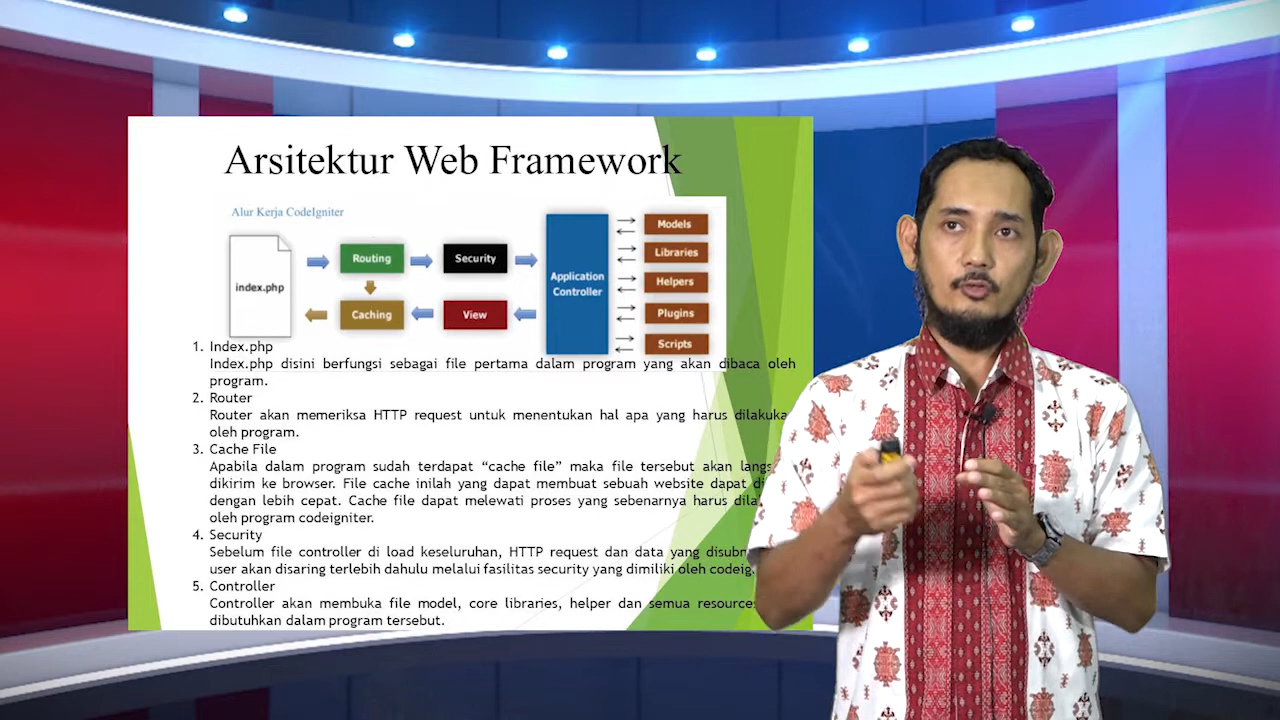 Arsitektur Web Framework
Alur Kerja CodeIgniter
index.php
Routing
Security
Caching
View
Application
Controller
Models
Libraries
Helpers
Plugins
Scripts
1. Index.php
Index.php disini berfungsi sebagai file pertama dalam program yang akan dibaca oleh
program.
2. Router
Router akan memeriksa HTTP request untuk menentukan hal apa yang harus
oleh program.
3. Cache File
Apabila dalam program sudah terdapat “cache file” maka file tersebut akan
dikirim ke browser. File cache inilah yang dapat membuat sebuah website dapat
dengan lebih cepat. Cache file dapat melewati proses yang sebenarnya harus
oleh program codeigniter.
4. Security
Sebelum file controller di load keseluruhan, HTTP request dan data yang
user akan disaring terlebih dahulu melalui fasilitas security yang dimiliki oleh
5. Controller
Controller akan membuka file model, core libraries, helper dan semua
dibutuhkan dalam program tersebut.